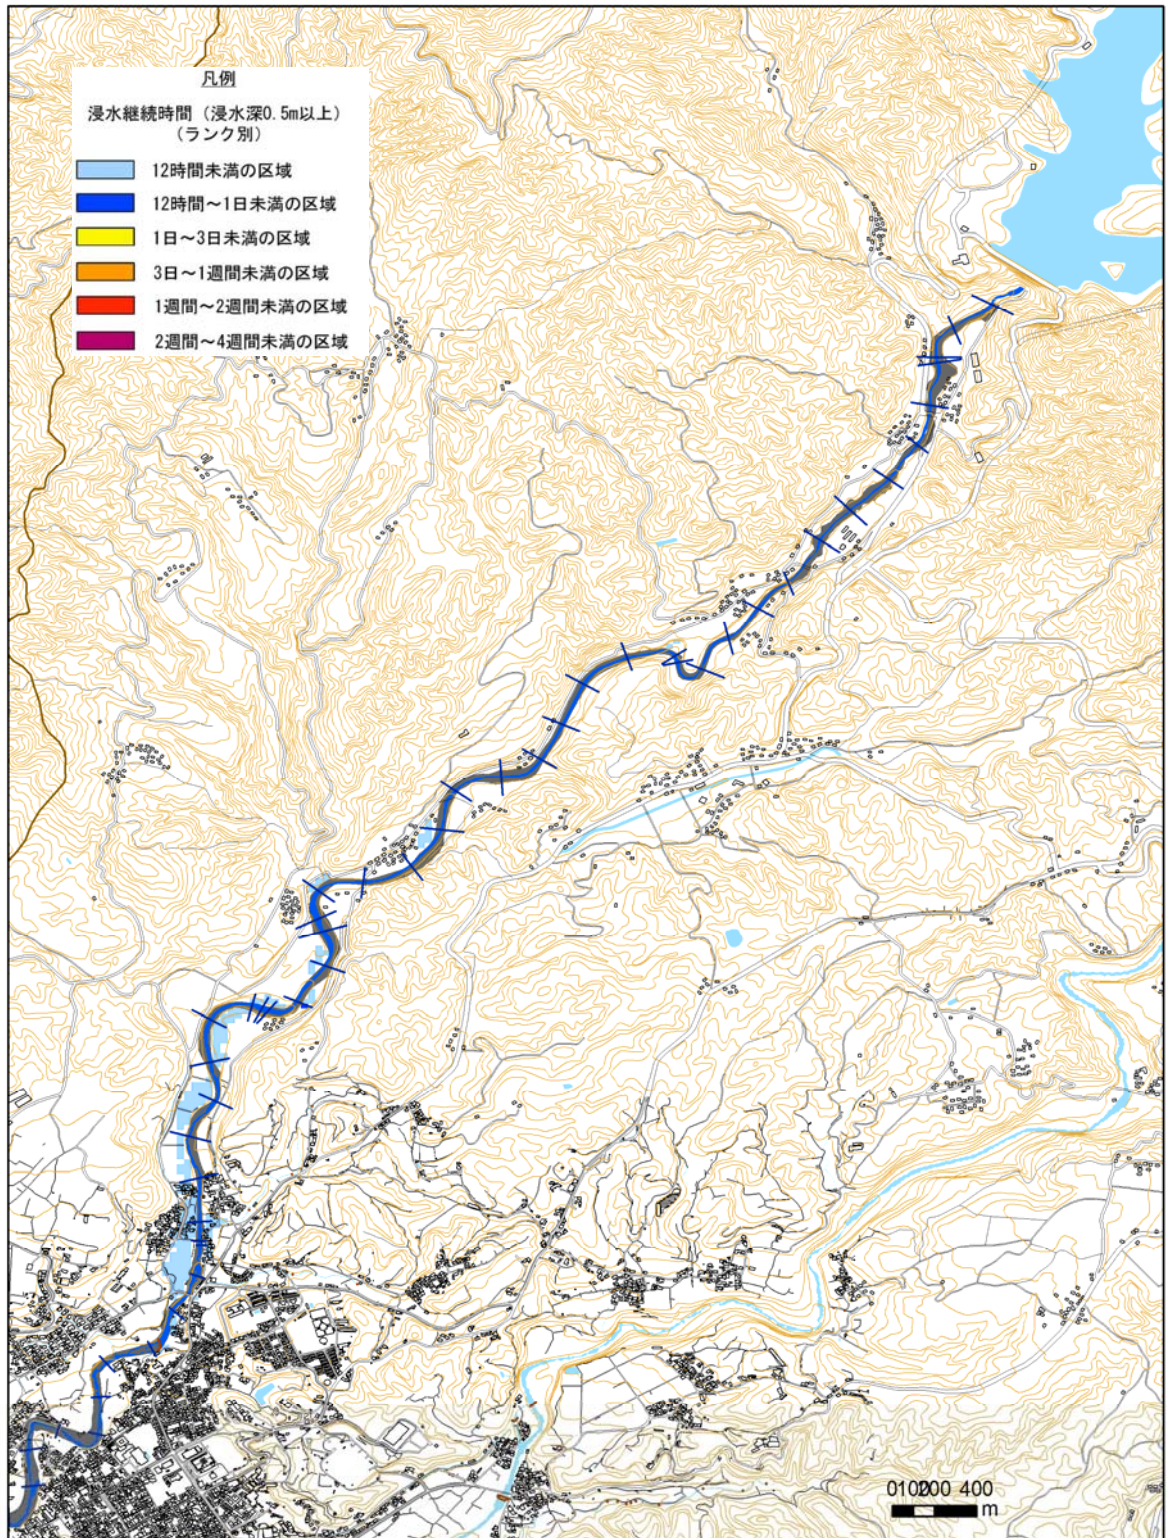 凡例
浸水継続時間（浸水深0.5m以上）
（ランク別）
12時間未満の区域
12時間～1日未満の区域
1日～3日未満の区域
3日～1週間未満の区域
1週間～2週間未満の区域
2週間～4週間未満の区域
0100200 400
m